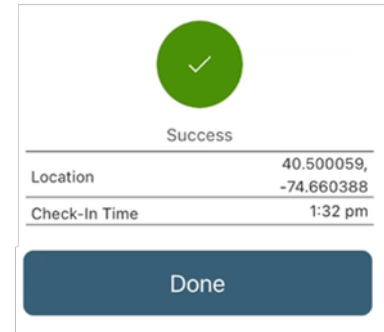 Success
Location 40.500059,
-74.660388
Check-In Time 1:32 pm
Done